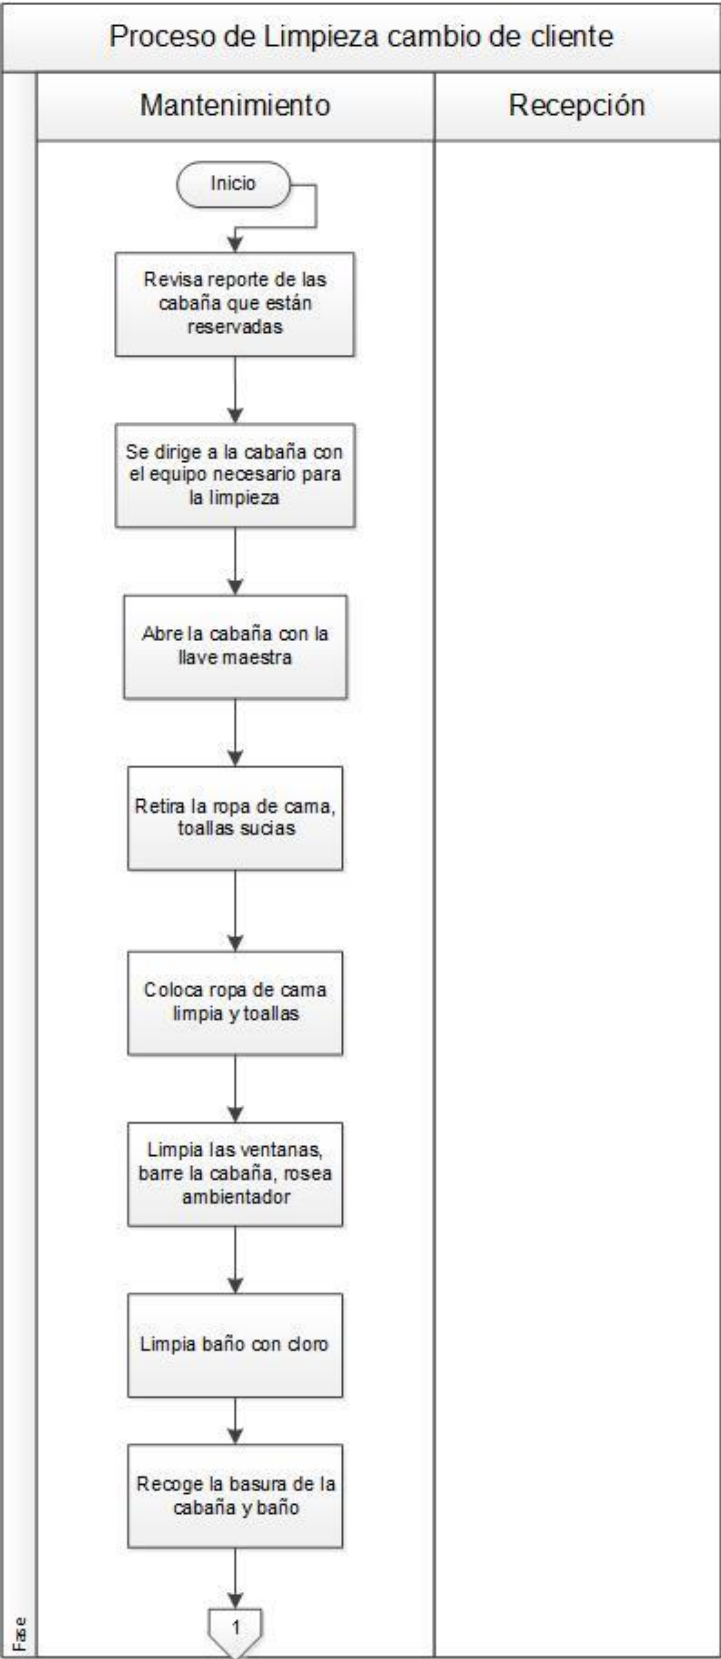 Proceso de Limpieza cambio de cliente
Mantenimiento
Recepción
Inicio
Revisa reporte de las
cabaña que están
reservadas
Se dirige a la cabaña con
el equipo necesario para
la limpieza
Abre la cabaña con la
llave maestra
Retira la ropa de cama,
toallas sucias
Coloca ropa de cama
limpia y toallas
Limpia las ventanas,
barre la cabaña, rosea
ambientador
Limpia baño con cloro
Recoge la basura de la
cabaña y baño
1
Fase